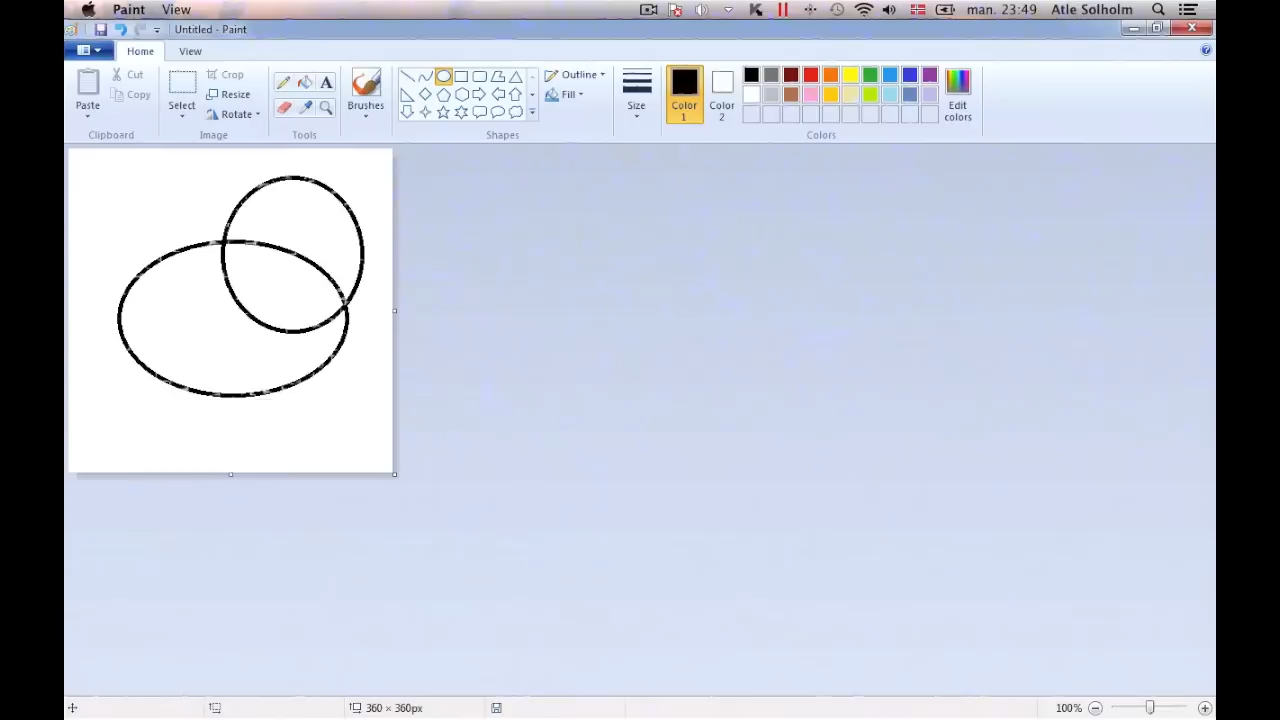 Paint View man. 23:49 Atle Solholm
Untitled - Paint
Home View
Paste Cut Copy Clipboard
Select Crop Resize Rotate Image
A Tools
Brushes
Shapes
Outline
Fill
Size
Color 1
Color 2
Colors
Edit colors
360 × 360px 100%